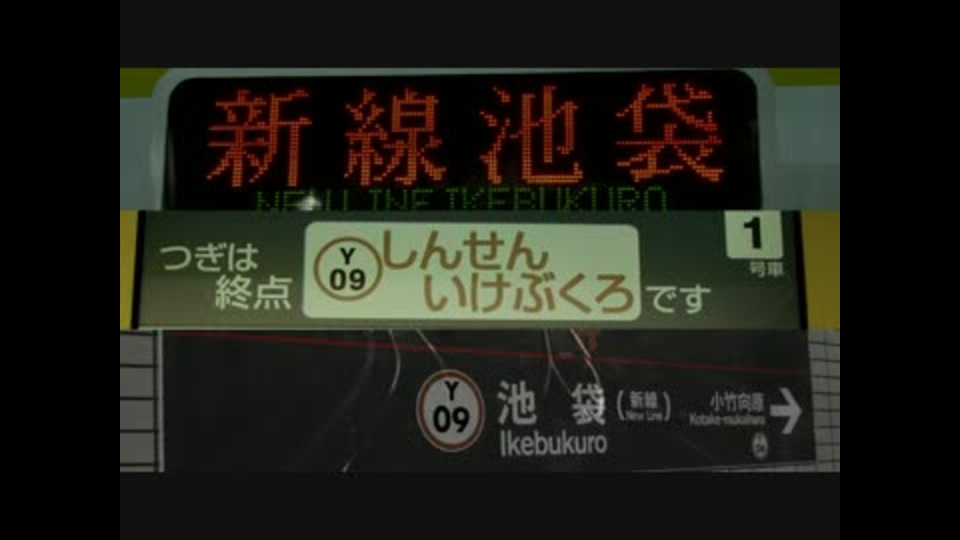 新線池袋
NEW LINE IKEBUKURO
1
号車
つぎは
終点
Y
09
しんせん
いけぶくろ
です
Y
09
池袋
(新線)
New Line
Ikebukuro
小竹向原
Kotake-mukaihara